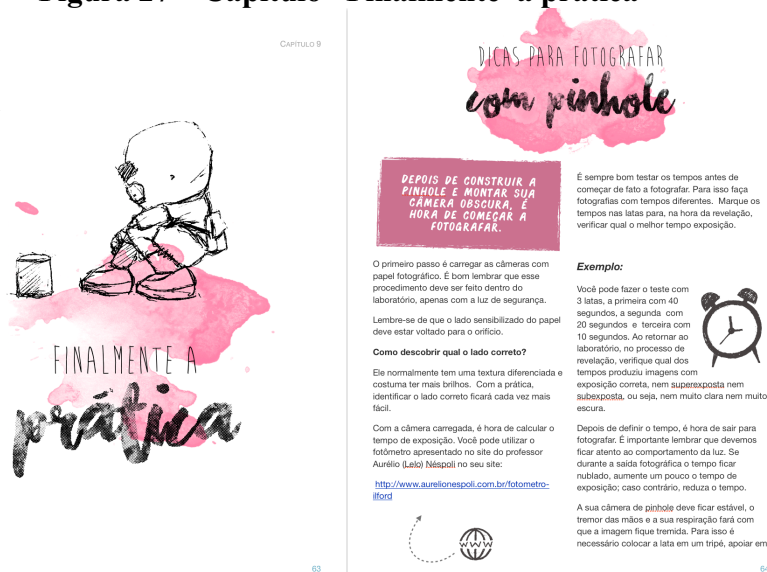 CAPÍTULO 9
FINALMENTE A
prática
63
DICAS PARA FOTOGRAFAR
com pinhole
DEPOIS DE CONSTRUIR A
PINHOLE E MONTAR SUA
CÂMERA OBSCURA, É
HORA DE COMEÇAR A
FOTOGRAFAR.
O primeiro passo é carregar as câmeras com
papel fotográfico. É bom lembrar que esse
procedimento deve ser feito dentro do
laboratório, apenas com a luz de segurança.
Lembre-se de que o lado sensibilizado do papel
deve estar voltado para o orifício.
Como descobrir qual o lado correto?
Ele normalmente tem uma textura diferenciada e
costuma ter mais brilhos. Com a prática,
identificar o lado correto ficará cada vez mais
fácil.
Com a câmera carregada, é hora de calcular o
tempo de exposição. Você pode utilizar o
fotômetro apresentado no site do professor
Aurélio (Lelo) Néspoli no seu site:
http://www.aurelionespoli.com.br/fotometro-
ilford
www
É sempre bom testar os tempos antes de
começar de fato a fotografar. Para isso faça
fotografias com tempos diferentes. Marque os
tempos nas latas para, na hora da revelação,
verificar qual o melhor tempo exposição.
Exemplo:
Você pode fazer o teste com
3 latas, a primeira com 40
segundos, a segunda com
20 segundos e terceira com
10 segundos. Ao retornar ao
laboratório, no processo de
revelação, verifique qual dos
tempos produziu imagens com
exposição correta, nem superexposta nem
subexposta, ou seja, nem muito clara nem muito
escura.
Depois de definir o tempo, é hora de sair para
fotografar. É importante lembrar que devemos
ficar atento ao comportamento da luz. Se
durante a saída fotográfica o tempo ficar
nublado, aumente um pouco o tempo de
exposição; caso contrário, reduza o tempo.
A sua câmera de pinhole deve ficar estável, o
tremor das mãos e a sua respiração fará com
que a imagem fique tremida. Para isso é
necessário colocar a lata em um tripé, apoiar em